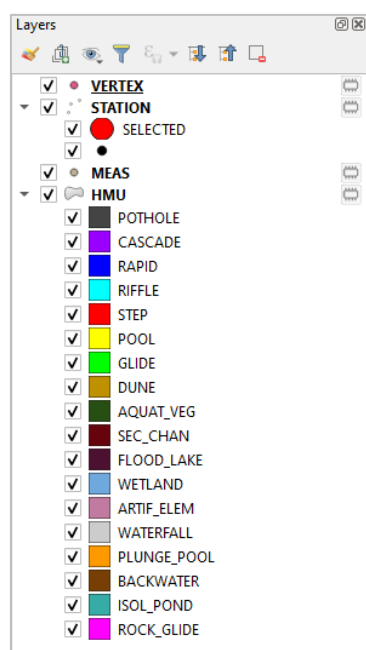 Layers
VERTEX
STATION
SELECTED
MEAS
HMU
POTHOLE
CASCADE
RAPID
RIFFLE
STEP
POOL
GLIDE
DUNE
AQUAT_VEG
SEC_CHAN
FLOOD_LAKE
WETLAND
ARTIF_ELEM
WATERFALL
PLUNGE_POOL
BACKWATER
ISOL_POND
ROCK_GLIDE